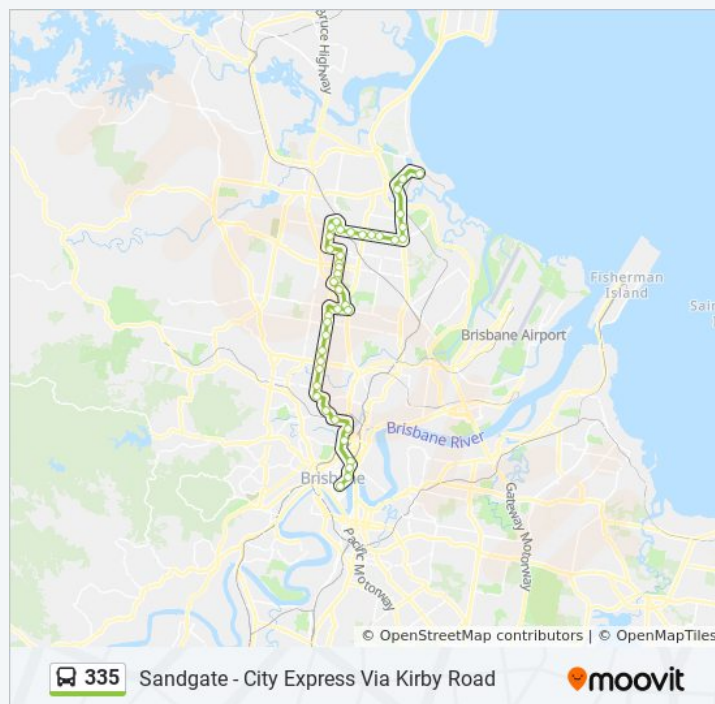 Bruce Highway
Fisherman
Island
Sai
Brisbane Airport
Brisbane River
Brisbane
Gateway Motorway
Pacific Motorway
© OpenStreetMap contributors | © OpenMapTiles
335 Sandgate - City Express Via Kirby Road
moovit